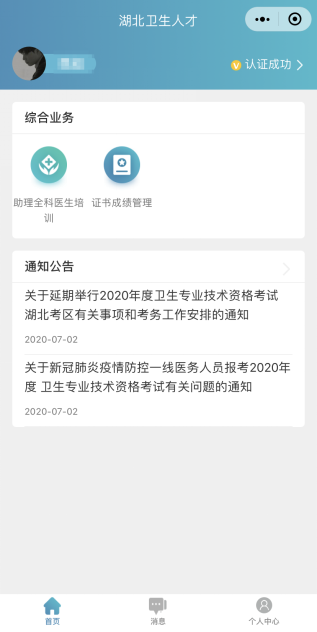 湖北卫生人才
认证成功
综合业务
助理全科医生培
训
证书成绩管理
通知公告
关于延期举行2020年度卫生专业技术资格考试
湖北考区有关事项和考务工作安排的通知
2020-07-02
关于新冠肺炎疫情防控一线医务人员报考2020年
度 卫生专业技术资格考试有关问题的通知
2020-07-02
首页
消息
个人中心